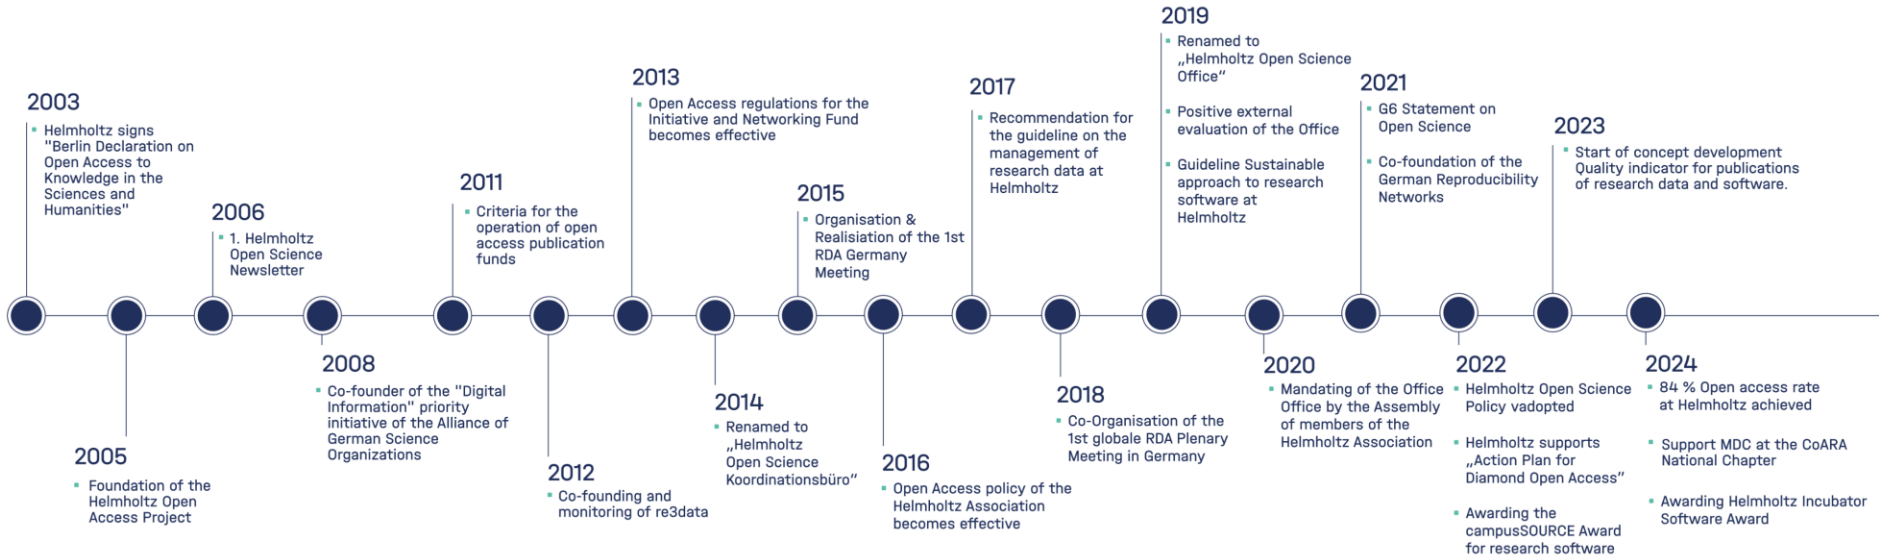 2003
Helmholtz signs
"Berlin Declaration on
Open Access to
Knowledge in the
Sciences and
Humanities"
2005
Foundation of the
Helmholtz Open
Access Project
2006
1. Helmholtz
Open Science
Newsletter
2008
Co-founder of the "Digital
Information" priority
initiative of the Alliance of
German Science
Organizations
2011
Criteria for the
operation of open
access publication
funds
2012
Co-founding and
monitoring of re3data
2013
Open Access regulations for the
Initiative and Networking Fund
becomes effective
2014
Renamed to
„Helmholtz
Open Science
Koordinationsbüro“
2015
Organisation &
Realisiation of the 1st
RDA Germany
Meeting
2016
Open Access policy of the
Helmholtz Association
becomes effective
2017
Recommendation for
the guideline on the
management of
research data at
Helmholtz
2018
Co-Organisation of the
1st globale RDA Plenary
Meeting in Germany
2019
Renamed to
„Helmholtz Open Science
Office“
Positive external
evaluation of the Office
Guideline Sustainable
approach to research
software at
Helmholtz
2020
Mandating of the Office
Office by the Assembly
of members of the
Helmholtz Association
2021
G6 Statement on
Open Science
Co-foundation of the
German Reproducibility
Networks
2022
Helmholtz Open Science
Policy vadopted
Helmholtz supports
„Action Plan for
Diamond Open Access“
Awarding the
campusSOURCE Award
for research software
2023
Start of concept development
Quality indicator for publications
of research data and software.
2024
84 % Open access rate
at Helmholtz achieved
Support MDC at the CoARA
National Chapter
Awarding Helmholtz Incubator
Software Award